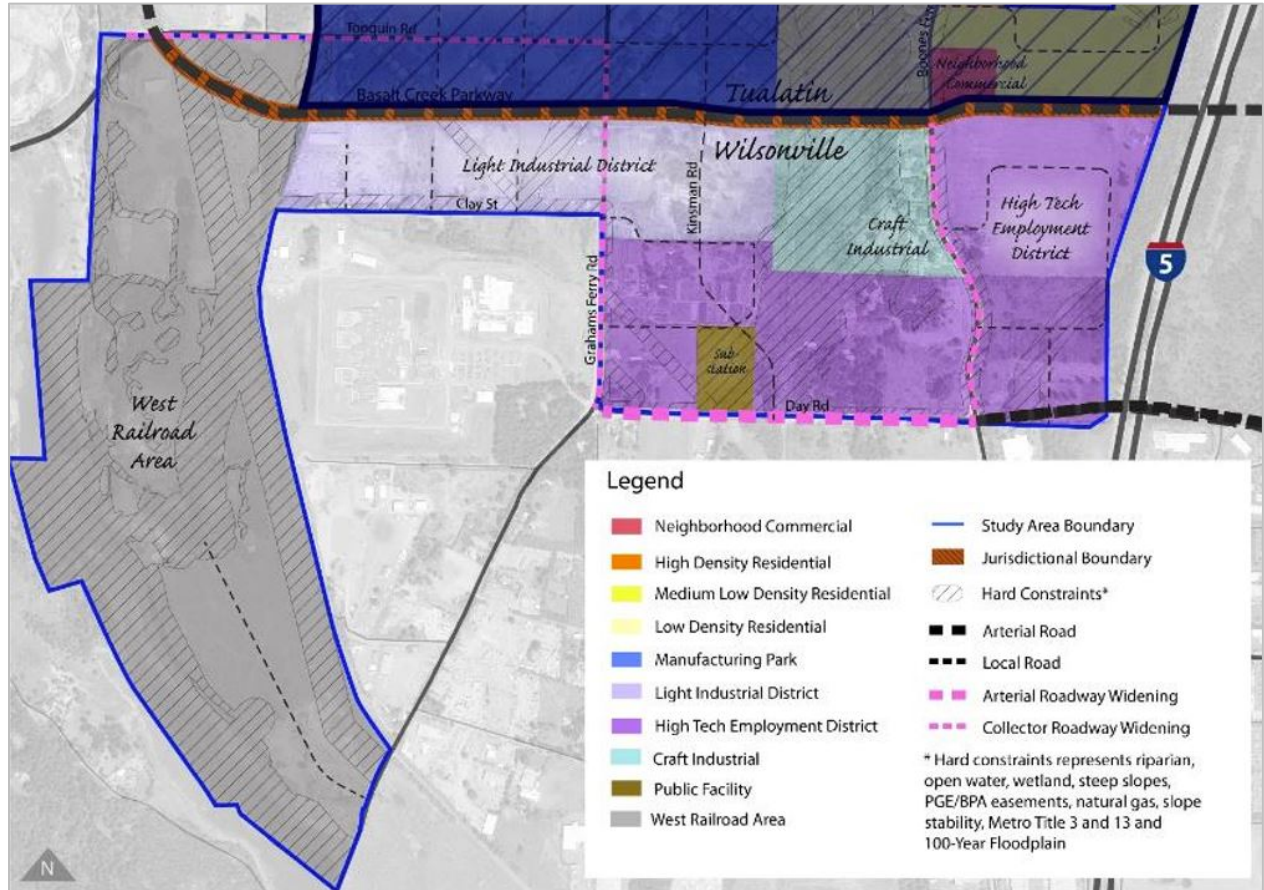 Tonquin Rd
Boones
Neighborhood
Commercial
Basalt Creek Parkway
Tualatin
Wilsonville
Light Industrial District
Kinsman Rd
Clay St
High Tech
Employment
District
Craft
Industrial
5
Grahams Ferry Rd
Sub-
station
West
Railroad
Area
Day Rd
Legend
Neighborhood Commercial
High Density Residential
Medium Low Density Residential
Low Density Residential
Manufacturing Park
Light Industrial District
High Tech Employment District
Craft Industrial
Public Facility
West Railroad Area
Study Area Boundary
Jurisdictional Boundary
Hard Constraints*
Arterial Road
Local Road
Arterial Roadway Widening
Collector Roadway Widening
* Hard constraints represents riparian,
open water, wetland, steep slopes,
PGE/BPA easements, natural gas, slope
stability, Metro Title 3 and 13 and
100-Year Floodplain
N